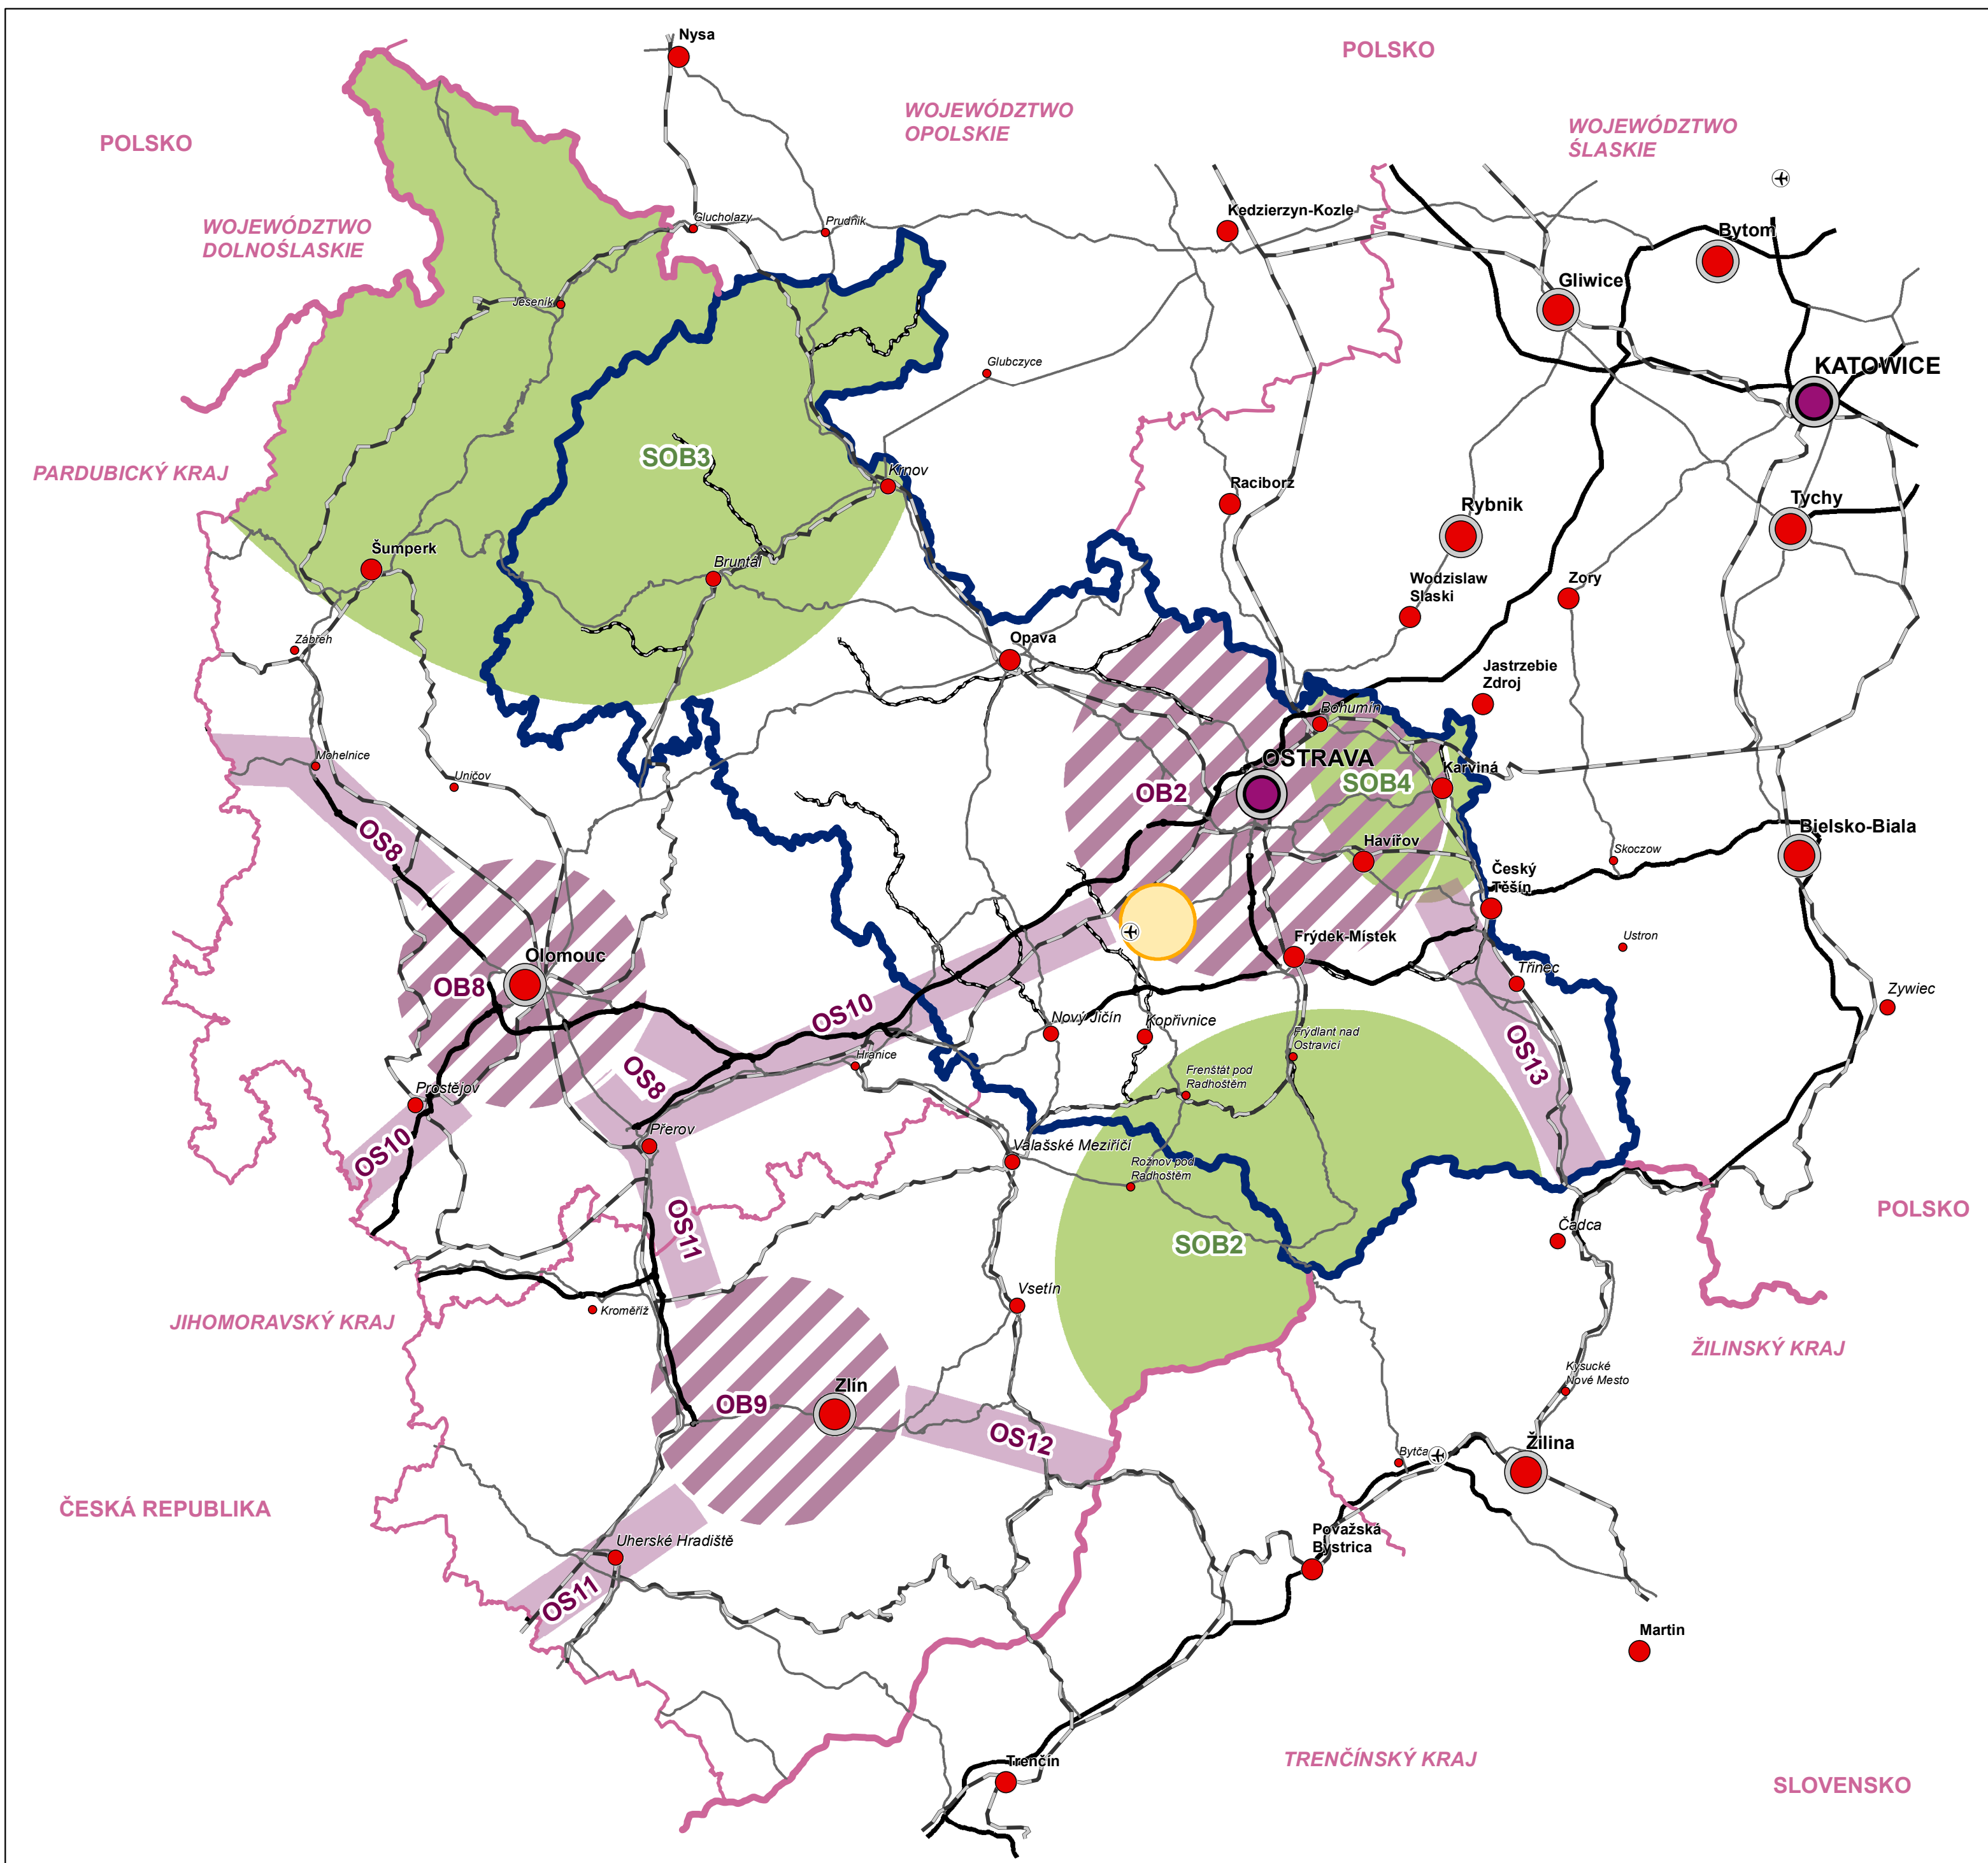 Nysa
POLSKO
POLSKO
WOJEWÓDZTWO
OPOLSKIE
WOJEWÓDZTWO
ŚLASKIE
WOJEWÓDZTWO
DOLNOŚLASKIE
Glucholazy
Prudnik
Kedzierzyn-Kozle
Bytom
Gliwice
Jeseník
Glubczyce
KATOWICE
PARDUBICKÝ KRAJ
SOB3
Krnov
Raciborz
Rybnik
Tychy
Šumperk
Bruntál
Wodzislaw
Slaski
Zory
Zábřeh
Opava
Jastrzebie
Zdroj
Bohumín
Mohelnice
Uničov
OSTRAVA
OB2
SOB4
Karviná
OS8
Havířov
Bielsko-Biala
Skoczow
Český
Těšín
Olomouc
OB8
Frýdek-Místek
Ustron
Třinec
Zywiec
OS10
Nový Jičín
Kopřivnice
Frýdlant nad
Ostravicí
Hranice
OS8
OS13
Frenštát pod
Radhoštěm
Prostějov
Přerov
OS10
Valašské Meziříčí
Rožnov pod
Radhoštěm
OS11
SOB2
POLSKO
Čadca
Vsetín
Kroměříž
JIHOMORAVSKÝ KRAJ
ŽILINSKÝ KRAJ
Kysucké
Nové Mesto
Zlín
OB9
OS12
Bytča
Žilina
ČESKÁ REPUBLIKA
Uherské Hradiště
Považská
Bystrica
OS11
Martin
Trenčín
TRENČÍNSKÝ KRAJ
SLOVENSKO